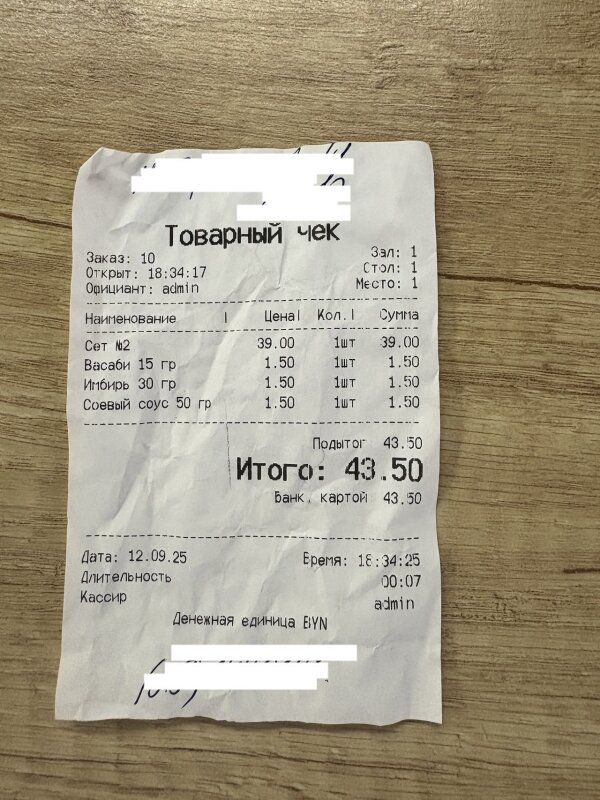 Товарный чек
Заказ: 10 Зал: 1
Открыт: 18:34:17 Стол: 1
Официант: admin Место: 1
Наименование | Цена| Кол.| Сумма
Сет №2 39.00 1шт 39.00
Васаби 15 гр 1.50 1шт 1.50
Имбирь 30 гр 1.50 1шт 1.50
Соевый соус 50 гр 1.50 1шт 1.50
Подытог 43.50
Итого: 43.50
Банк. картой 43.50
Дата: 12.09.25 Время: 18:34:25
Длительность 00:07
Кассир admin
Денежная единица BYN